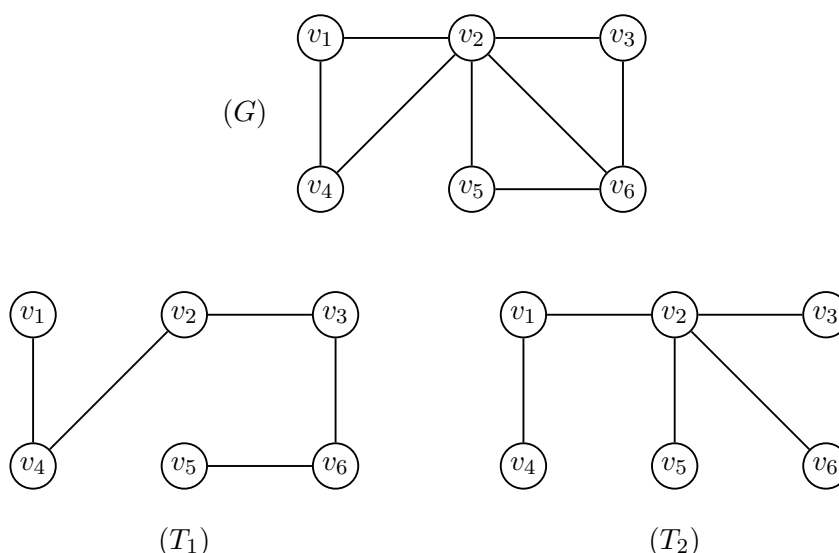 v₁ v₂ v₃
(G)
v₄ v₅ v₆
v₁ v₂ v₃ v₁ v₂ v₃
v₄ v₅ v₆ v₄ v₅ v₆
(T₁) (T₂)